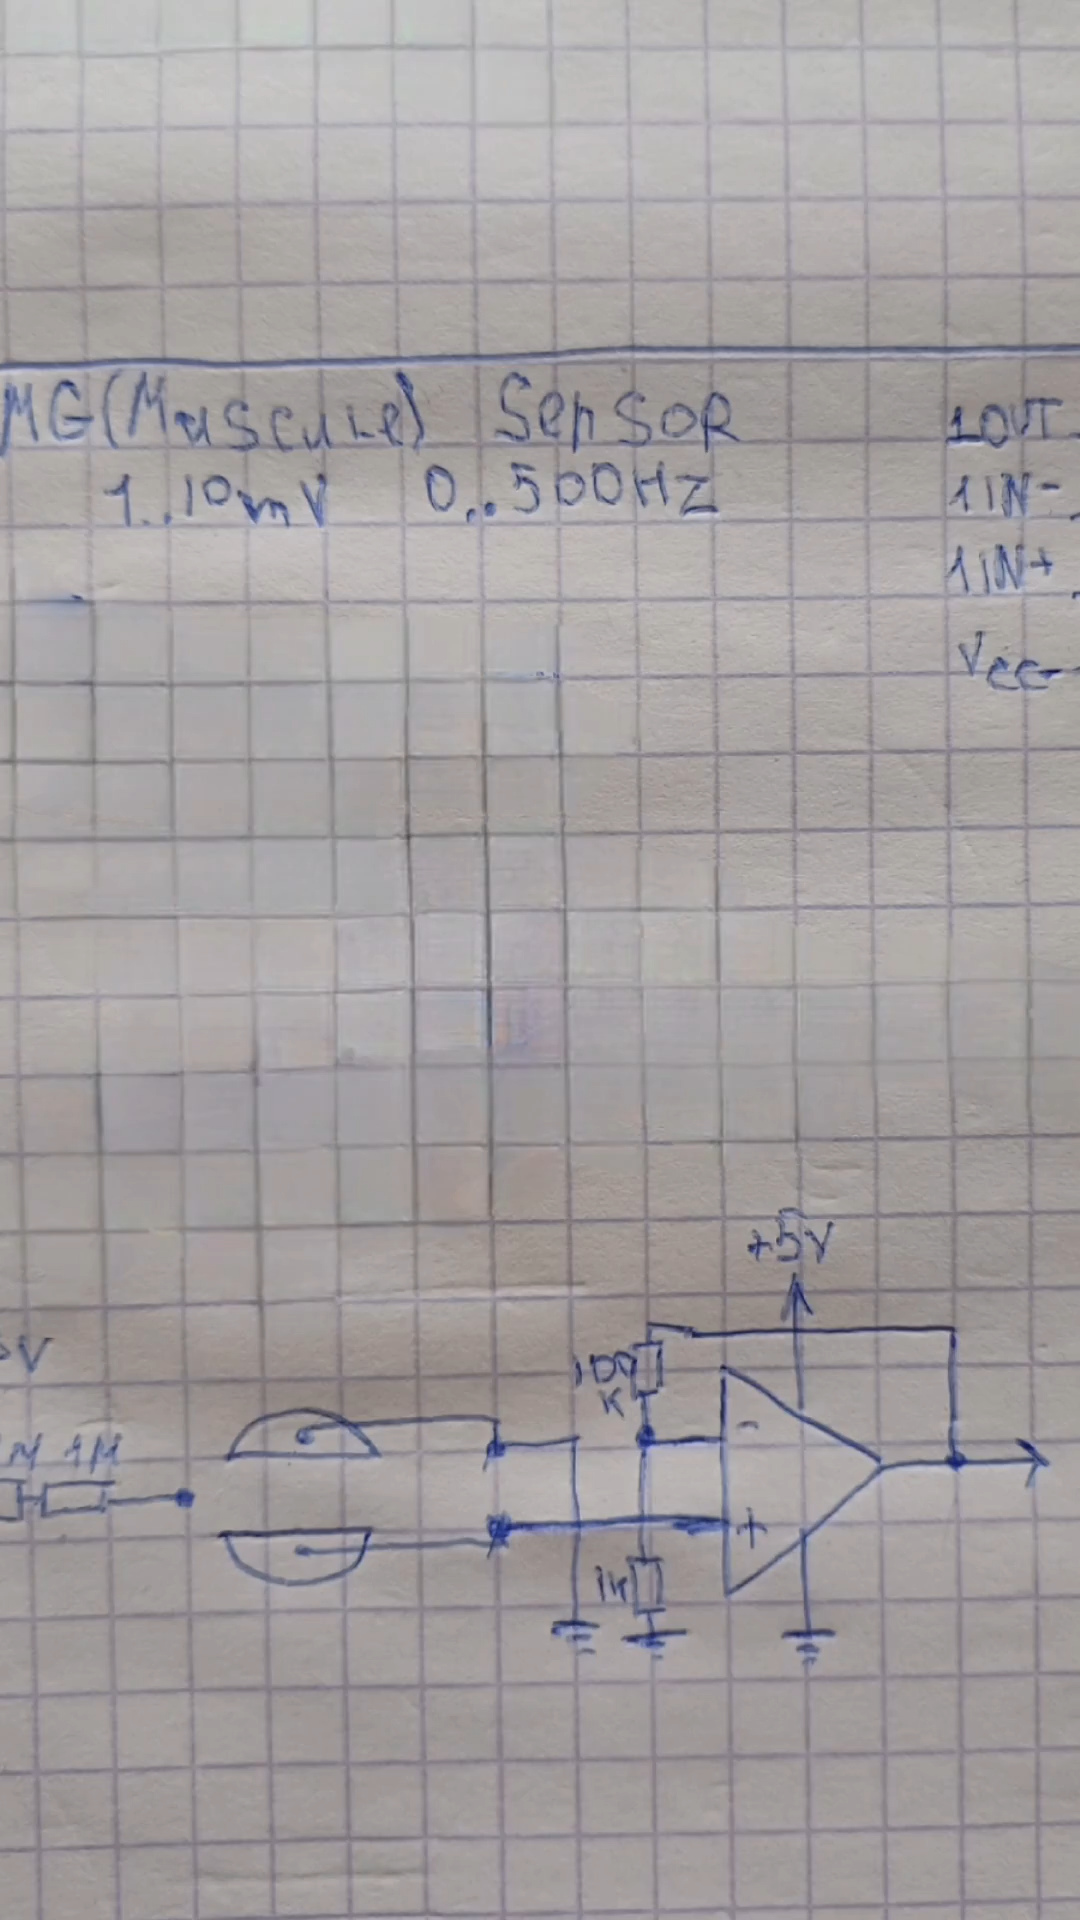 MG(Muscule) Sensor
1..10mV 0..500Hz
1OUT
1IN-
1IN+
Vcc-
+5V
V
100
K
-
M 1M
+
1K